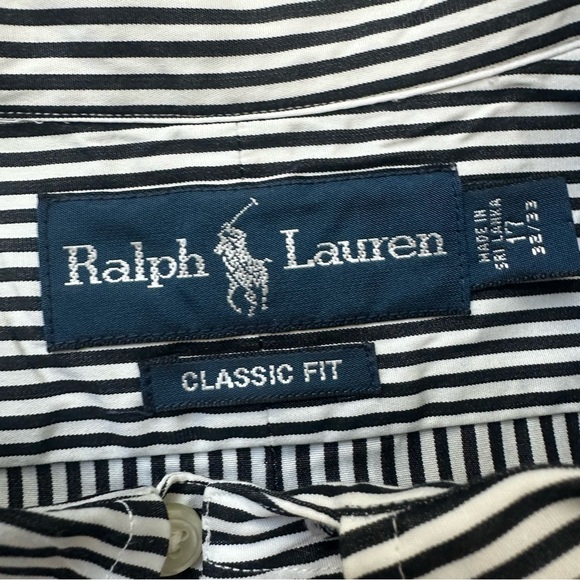 Ralph Lauren
CLASSIC FIT
MADE IN
SRI LANKA
17
32/33